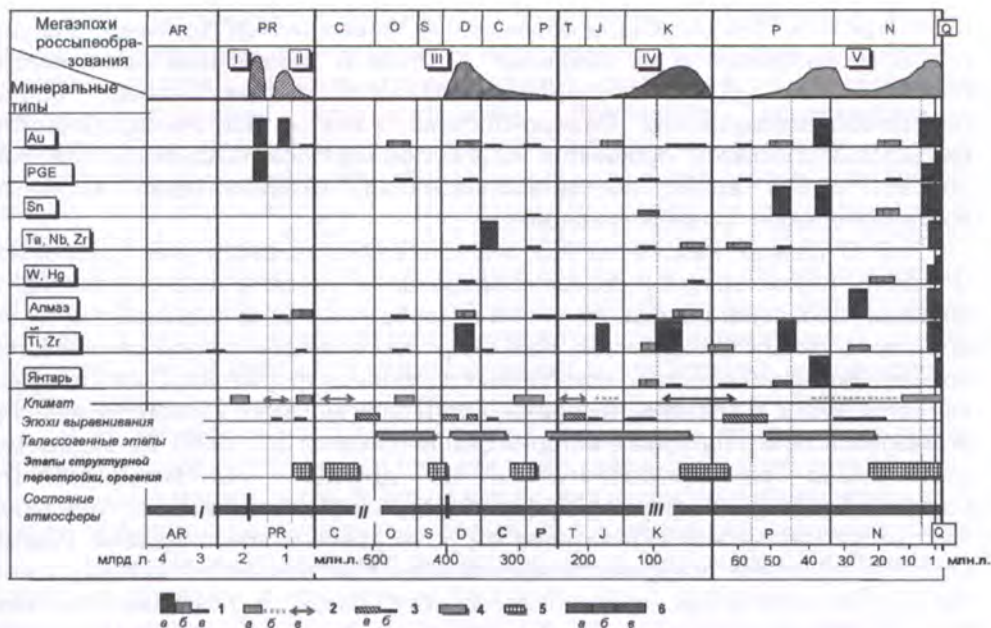 Мегаэпохи
россыпеобра-
зования
Минеральные
типы
AR PR C O S D C P T J K P N Q
I II III IV V
Au
PGE
Sn
Ta, Nb, Zr
W, Hg
Алмаз
Ti, Zr
Янтарь
Климат
Эпохи выравнивания
Талассогенные этапы
Этапы структурной
перестройки, орогения
Состояние
атмосферы
I II III
AR PR C O S D C P T J K P N Q
млрд. л 4 3 2 1 млн.л. 500 400 300 200 100 60 50 40 30 20 10 1 млн.л.
1 2 3 4 5 6
а б в а б в а б а б в